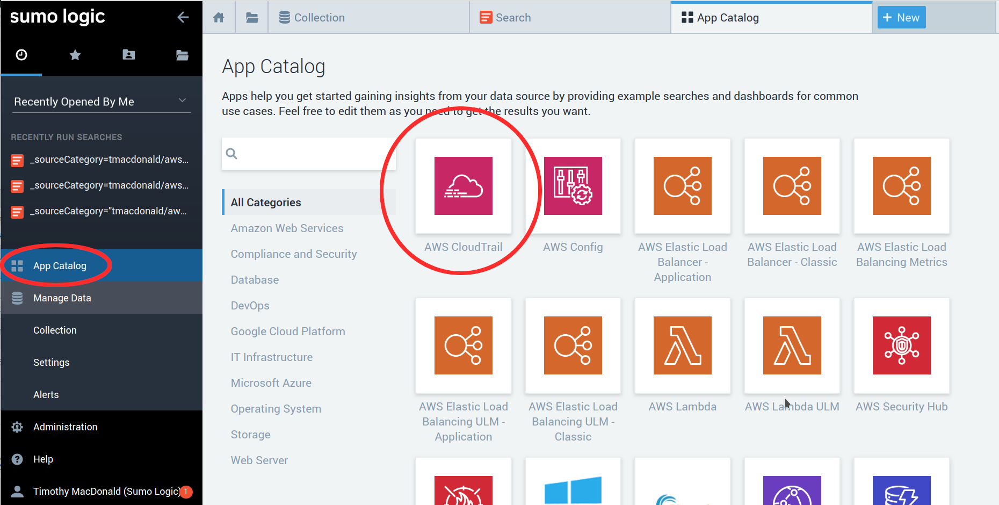 sumo logic
Collection
Search
App Catalog
+ New
Recently Opened By Me
RECENTLY RUN SEARCHES
_sourceCategory=tmacdonald/aws...
_sourceCategory=tmacdonald/aws...
_sourceCategory="tmacdonald/aw...
App Catalog
Manage Data
Collection
Settings
Alerts
Administration
Help
Timothy MacDonald (Sumo Logic) 1
App Catalog
Apps help you get started gaining insights from your data source by providing example searches and dashboards for common
use cases. Feel free to edit them as you need to get the results you want.
All Categories
Amazon Web Services
Compliance and Security
Database
DevOps
Google Cloud Platform
IT Infrastructure
Microsoft Azure
Operating System
Storage
Web Server
AWS CloudTrail
AWS Config
AWS Elastic Load
Balancer -
Application
AWS Elastic Load
Balancer - Classic
AWS Elastic Load
Balancing Metrics
AWS Elastic Load
Balancing ULM -
Application
AWS Elastic Load
Balancing ULM -
Classic
AWS Lambda
AWS Lambda ULM
AWS Security Hub